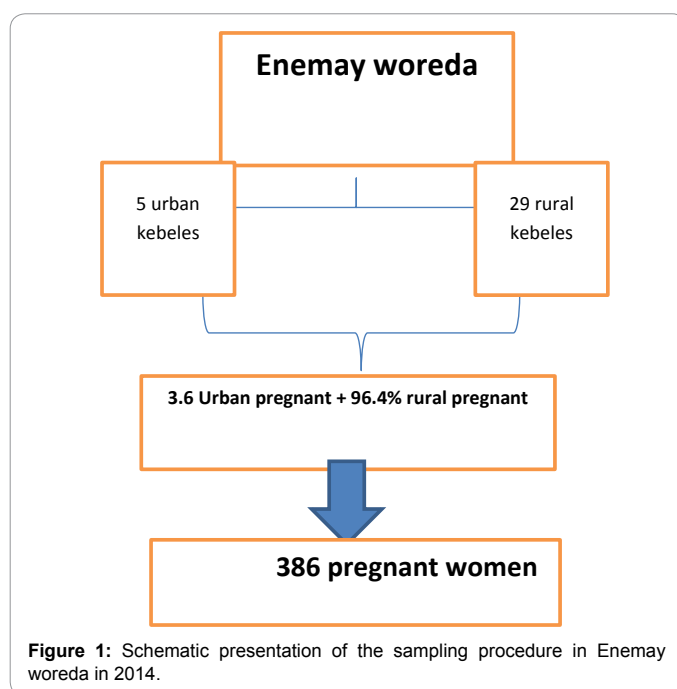 Enemay woreda
5 urban
kebeles
29 rural
kebeles
3.6 Urban pregnant + 96.4% rural pregnant
386 pregnant women
Figure 1: Schematic presentation of the sampling procedure in Enemay
woreda in 2014.